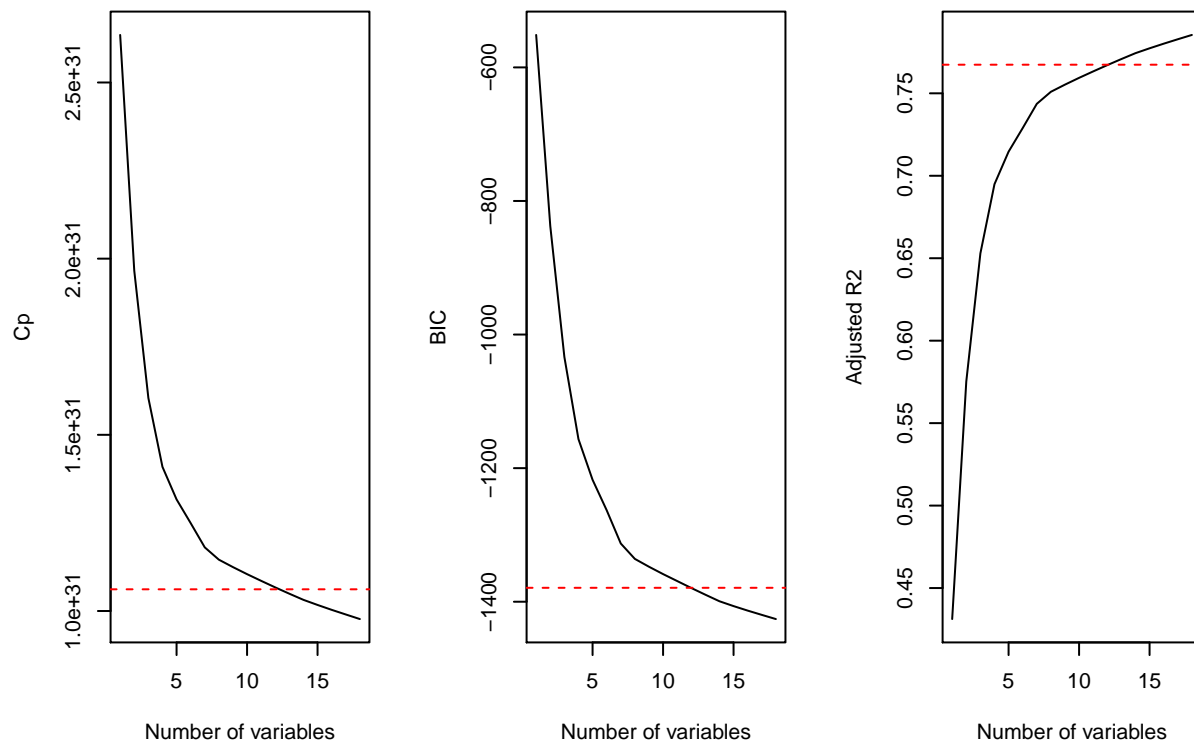 Cp
2.5e+31
2.0e+31
1.5e+31
1.0e+31
5 10 15
Number of variables
BIC
−600
−800
−1000
−1200
−1400
5 10 15
Number of variables
Adjusted R2
0.75
0.70
0.65
0.60
0.55
0.50
0.45
5 10 15
Number of variables